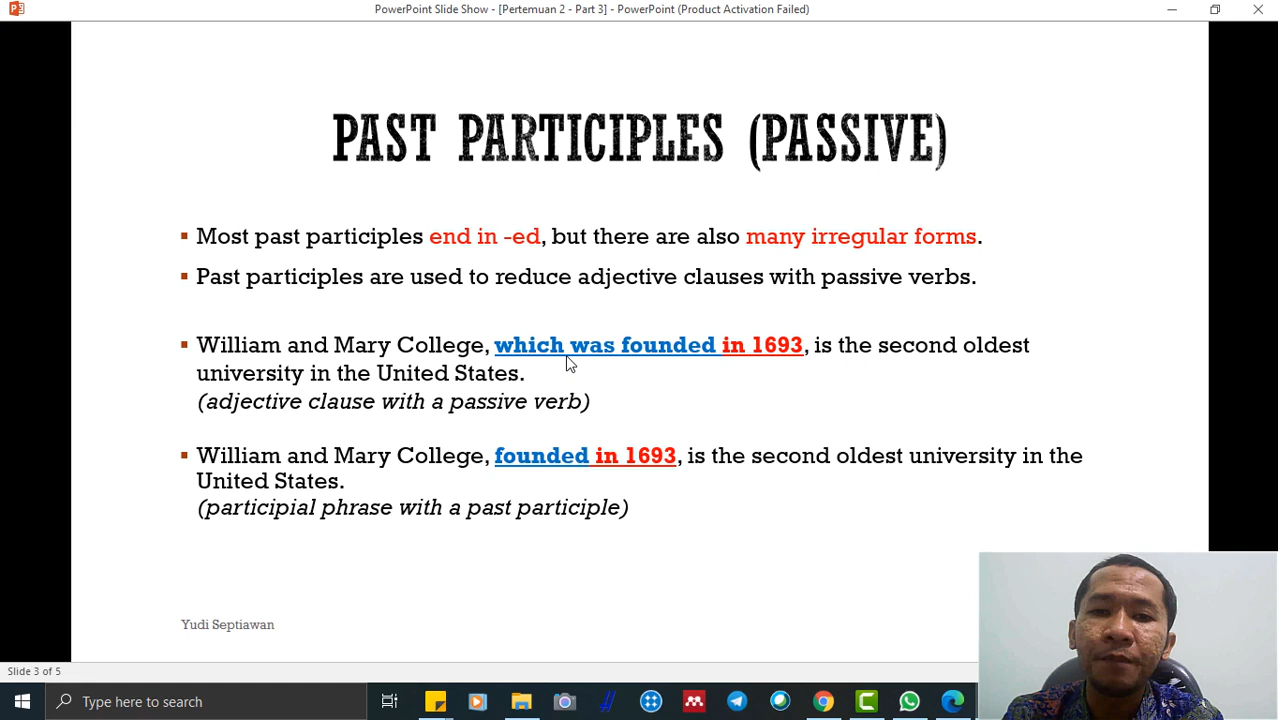 PowerPoint Slide Show - [Pertemuan 2 - Part 3] - PowerPoint (Product Activation Failed)
PAST PARTICIPLES (PASSIVE)
▪ Most past participles end in -ed, but there are also many irregular forms.
▪ Past participles are used to reduce adjective clauses with passive verbs.
▪ William and Mary College, which was founded in 1693, is the second oldest
university in the United States.
(adjective clause with a passive verb)
▪ William and Mary College, founded in 1693, is the second oldest university in the
United States.
(participial phrase with a past participle)
Yudi Septiawan
Slide 3 of 5
Type here to search